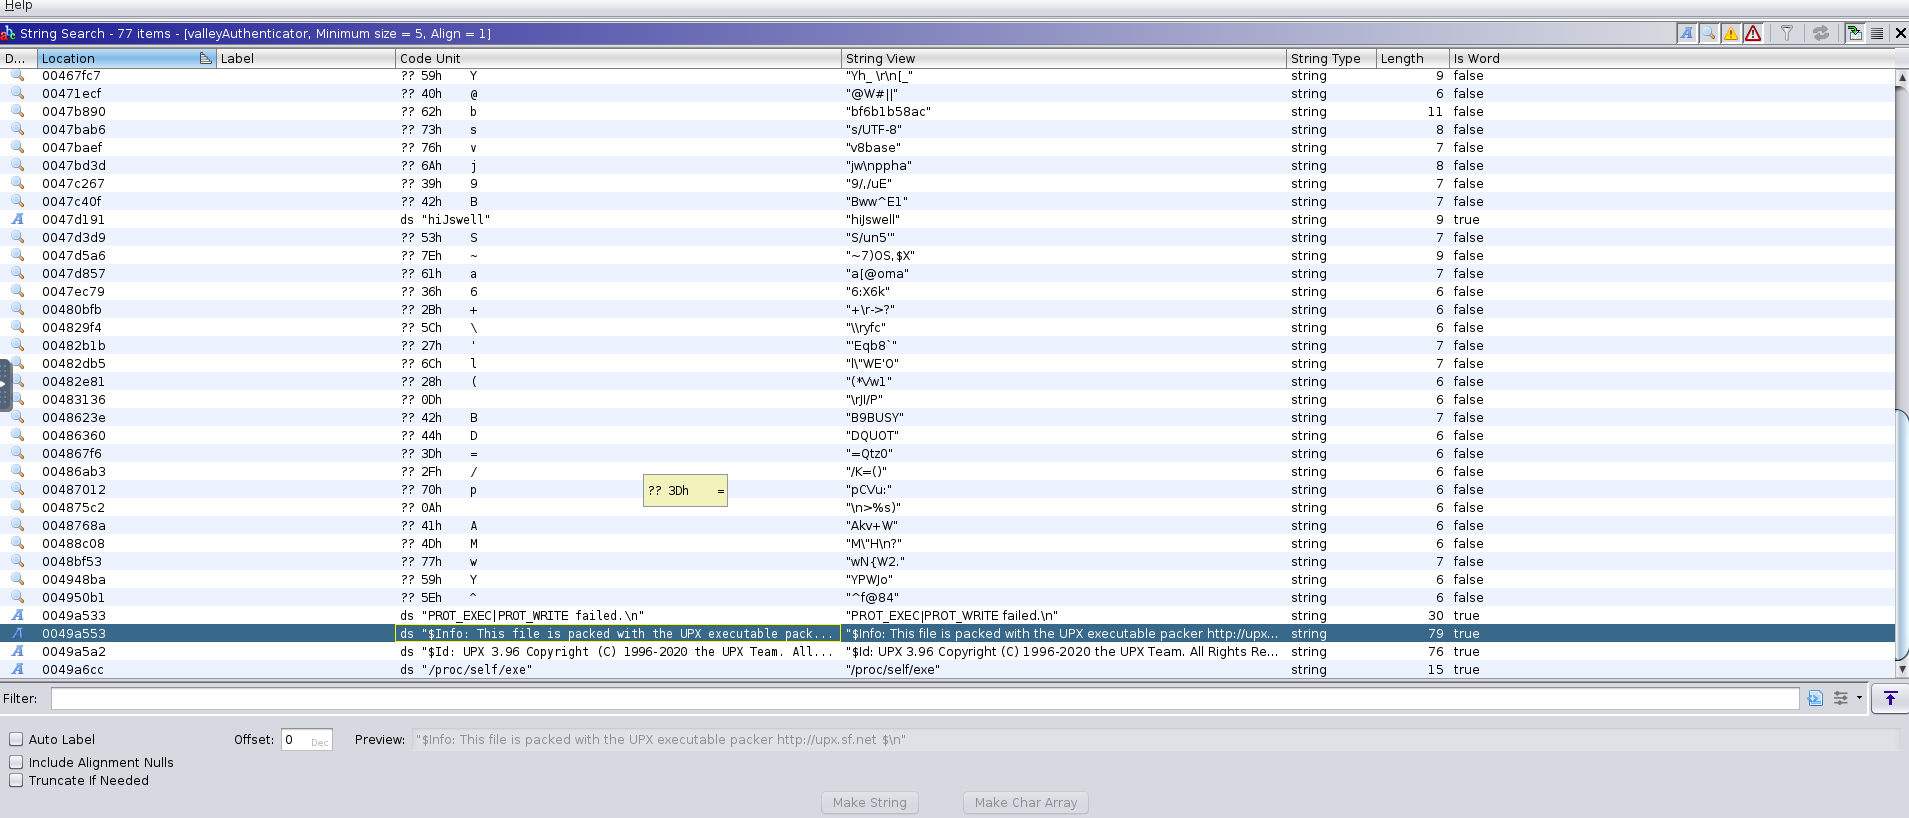 Help
String Search - 77 items - [valleyAuthenticator, Minimum size = 5, Align = 1]
D... Location Label Code Unit String View String Type Length Is Word
00467fc7 ?? 59h Y "Yh_ \r\n[_" string 9 false
00471ecf ?? 40h @ "@W#||" string 6 false
0047b890 ?? 62h b "bf6b1b58ac" string 11 false
0047bab6 ?? 73h s "s/UTF-8" string 8 false
0047baef ?? 76h v "v8base" string 7 false
0047bd3d ?? 6Ah j "jw\nppha" string 8 false
0047c267 ?? 39h 9 "9/,/uE" string 7 false
0047c40f ?? 42h B "Bww^E1" string 7 false
0047d191 ds "hiJswell" "hiJswell" string 9 true
0047d3d9 ?? 53h S "S/un5'" string 7 false
0047d5a6 ?? 7Eh ~ "~7)OS,$X" string 9 false
0047d857 ?? 61h a "a[@oma" string 7 false
0047ec79 ?? 36h 6 "6:X6k" string 6 false
00480bfb ?? 2Bh + "+\r->?" string 6 false
004829f4 ?? 5Ch \ "\\ryfc" string 6 false
00482b1b ?? 27h ' "'Eqb8`" string 7 false
00482db5 ?? 6Ch l "l\"WE'O" string 7 false
00482e81 ?? 28h ( "(*Vw1" string 6 false
00483136 ?? 0Dh "\rJI/P" string 6 false
0048623e ?? 42h B "B9BUSY" string 7 false
00486360 ?? 44h D "DQUOT" string 6 false
004867f6 ?? 3Dh = "=Qtz0" string 6 false
00486ab3 ?? 2Fh / "/K=()" string 6 false
00487012 ?? 70h p "pCVu:" string 6 false
?? 3Dh =
004875c2 ?? 0Ah "\n>%s)" string 6 false
0048768a ?? 41h A "Akv+W" string 6 false
00488c08 ?? 4Dh M "M\"H\n?" string 6 false
0048bf53 ?? 77h w "wN{W2." string 7 false
004948ba ?? 59h Y "YPWJo" string 6 false
004950b1 ?? 5Eh ^ "^f@84" string 6 false
0049a533 ds "PROT_EXEC|PROT_WRITE failed.\n" "PROT_EXEC|PROT_WRITE failed.\n" string 30 true
0049a553 ds "$Info: This file is packed with the UPX executable pack... "$Info: This file is packed with the UPX executable packer http://upx... string 79 true
0049a5a2 ds "$Id: UPX 3.96 Copyright (C) 1996-2020 the UPX Team. All... "$Id: UPX 3.96 Copyright (C) 1996-2020 the UPX Team. All Rights Re... string 76 true
0049a6cc ds "/proc/self/exe" "/proc/self/exe" string 15 true
Filter:
Auto Label Offset: 0 Dec Preview: "$Info: This file is packed with the UPX executable packer http://upx.sf.net $\n"
Include Alignment Nulls
Truncate If Needed
Make String Make Char Array